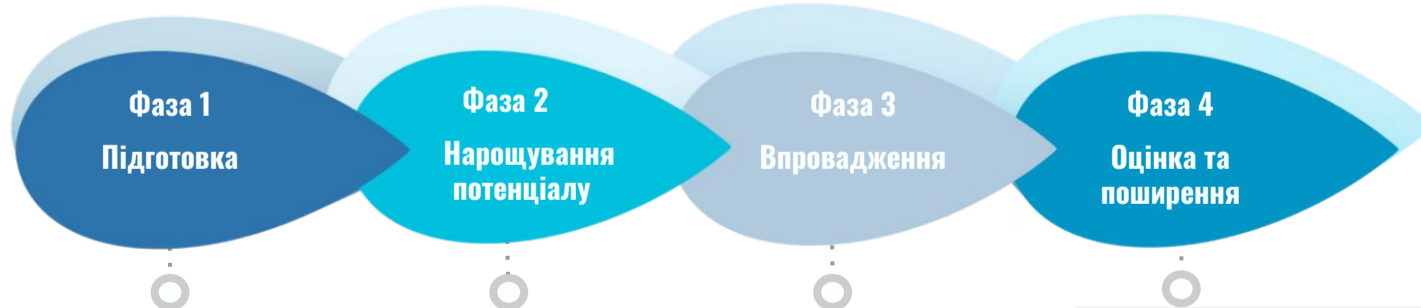 Фаза 1
Підготовка
Фаза 2
Нарощування
потенціалу
Фаза 3
Впровадження
Фаза 4
Оцінка та
поширення